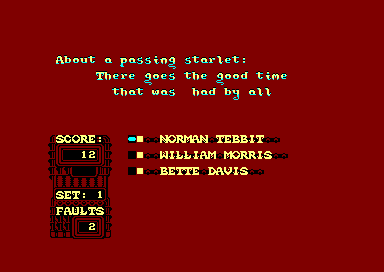 About a passing starlet:
There goes the good time
that was had by all
SCORE:
12
SET: 1
FAULTS
2
NORMAN TEBBIT
WILLIAM MORRIS
BETTE DAVIS